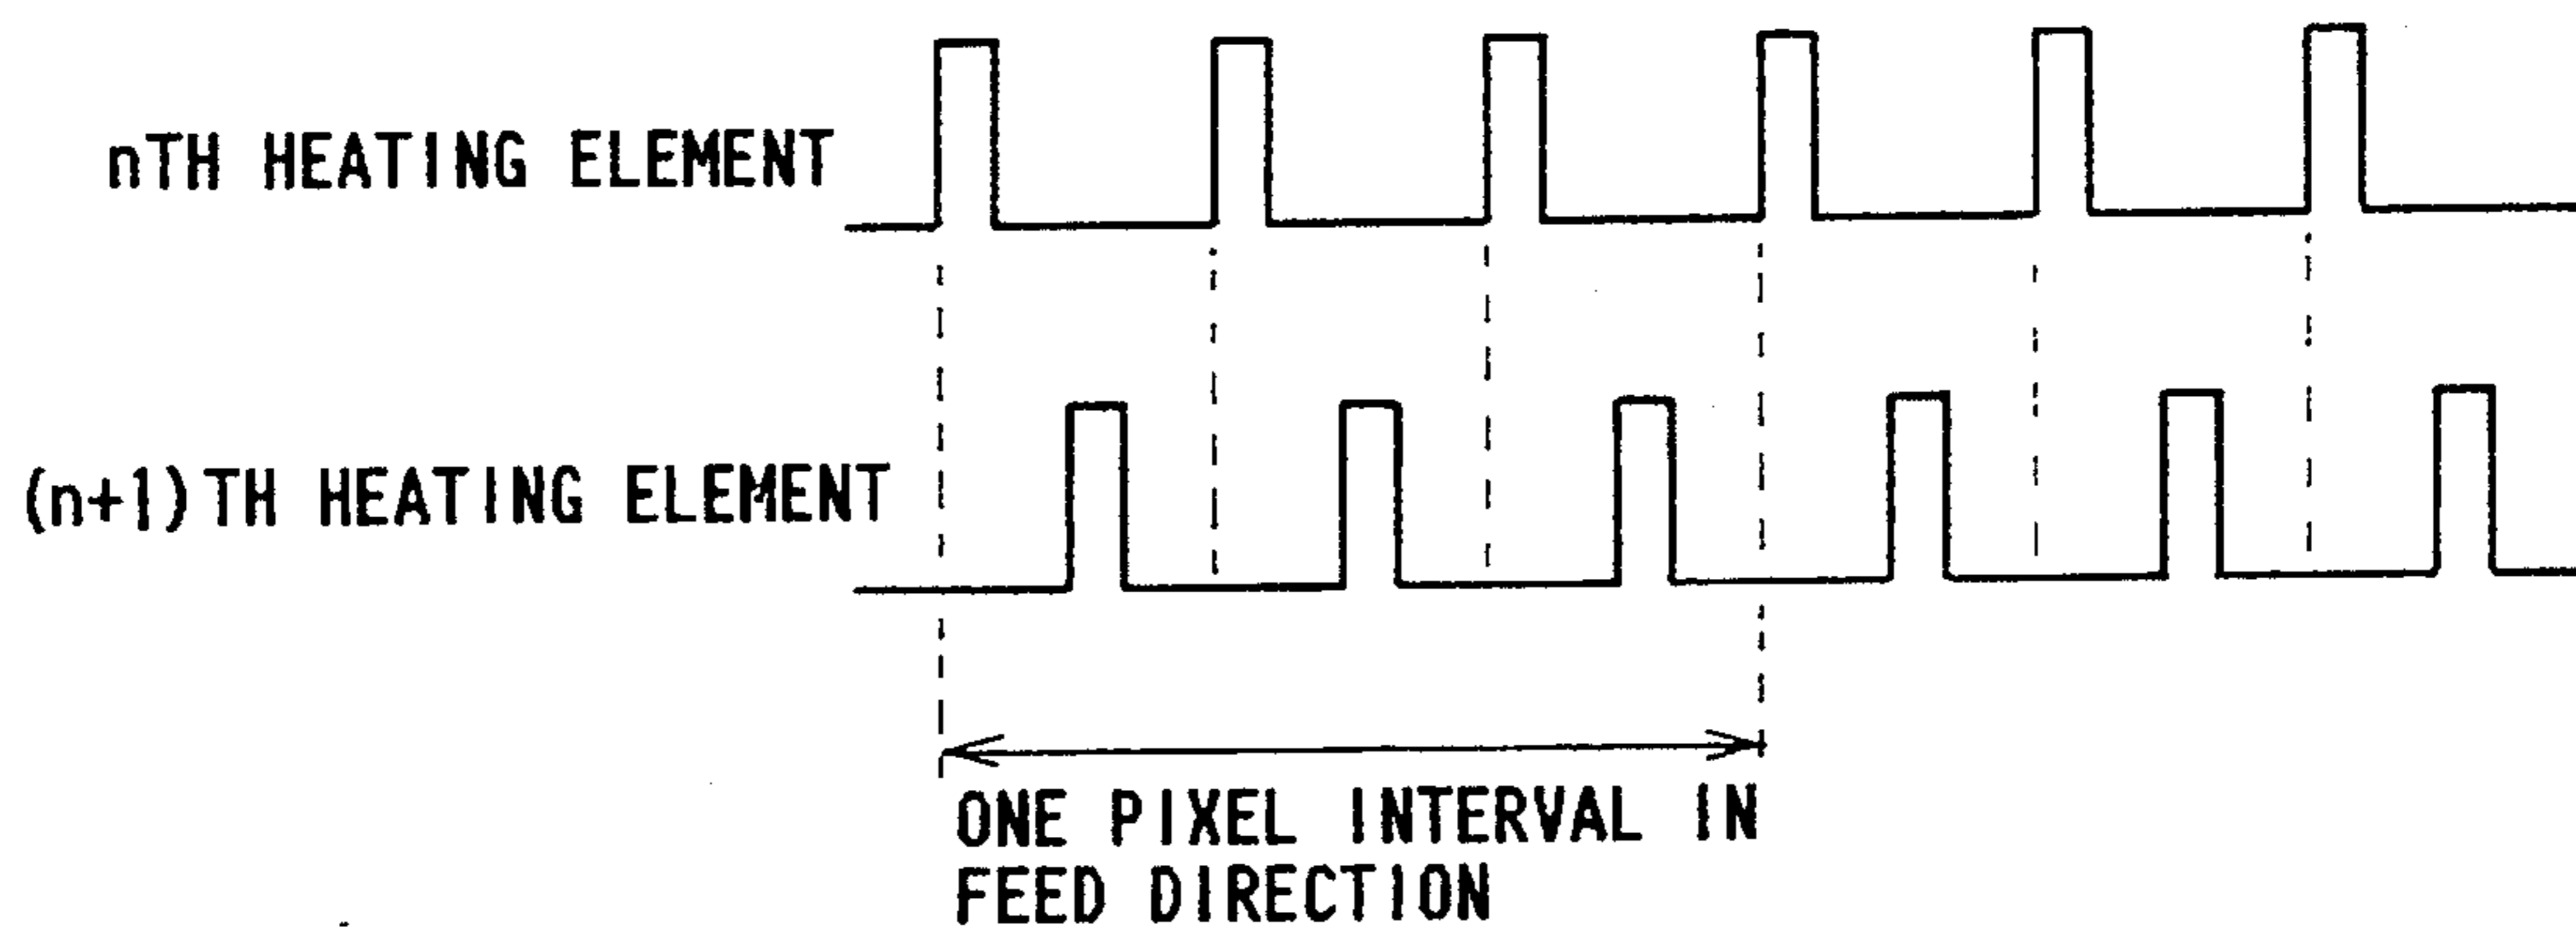 nTH HEATING ELEMENT
(n+1)TH HEATING ELEMENT
ONE PIXEL INTERVAL IN
FEED DIRECTION